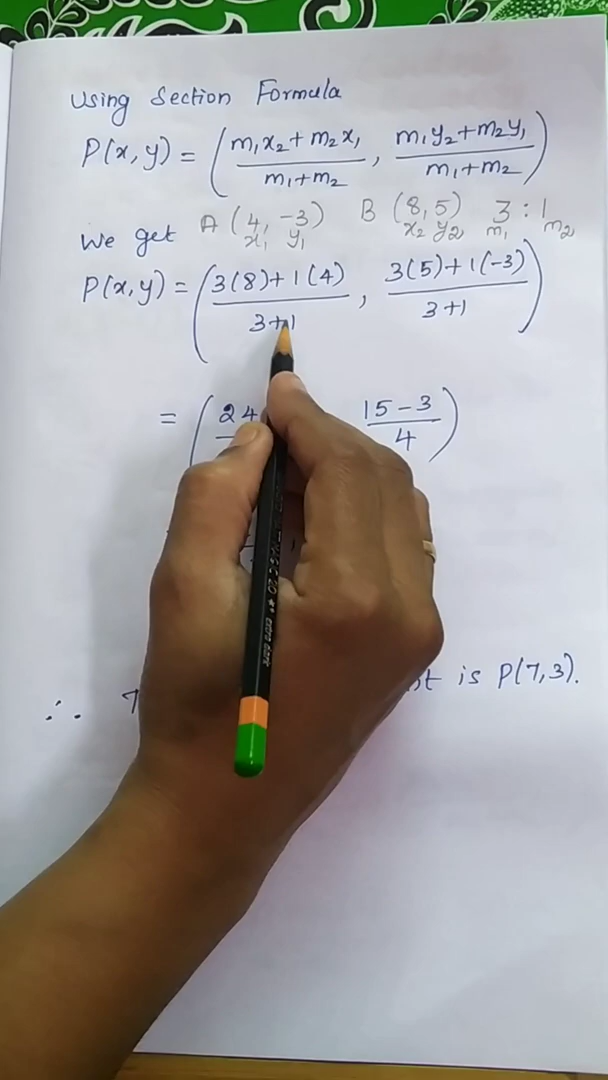 Using Section Formula
P(x,y) = ( m₁x₂ + m₂x₁ / m₁+m₂ , m₁y₂+m₂y₁ / m₁+m₂ )
We get A (4, -3) B (8,5) 3 : 1
x₁ y₁ x₂ y₂ m₁ m₂
P(x,y) = ( 3(8)+1(4) / 3+1 , 3(5)+1(-3) / 3+1 )
= ( 24 15-3 / 4 )
∴ is P(7,3).